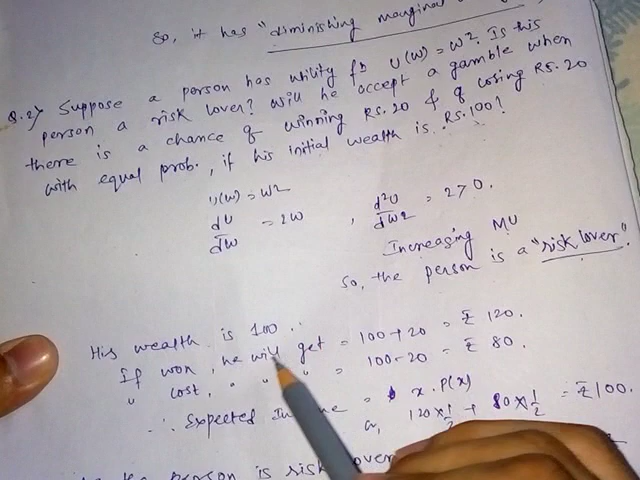 So, it has "diminishing marginal
Q.2) Suppose a person has utility fn U(W) = W². Is this
person a risk lover? Will he accept a gamble when
there is a chance of winning RS. 20 & of losing RS. 20
with equal prob., if his initial wealth is RS. 100?
U(W) = W²
dU/dW = 2W , d²U/dW2 = 2 > 0.
Increasing MU
So, the person is a "risk lover".
His wealth is 100 ..
If won, he will get = 100+20 = ₹ 120.
" lost, " " " = 100-20 = ₹ 80.
∴ Expected = x . P(x)
a, 120×1/2 + 80×1/2 = ₹100.
person is risk over